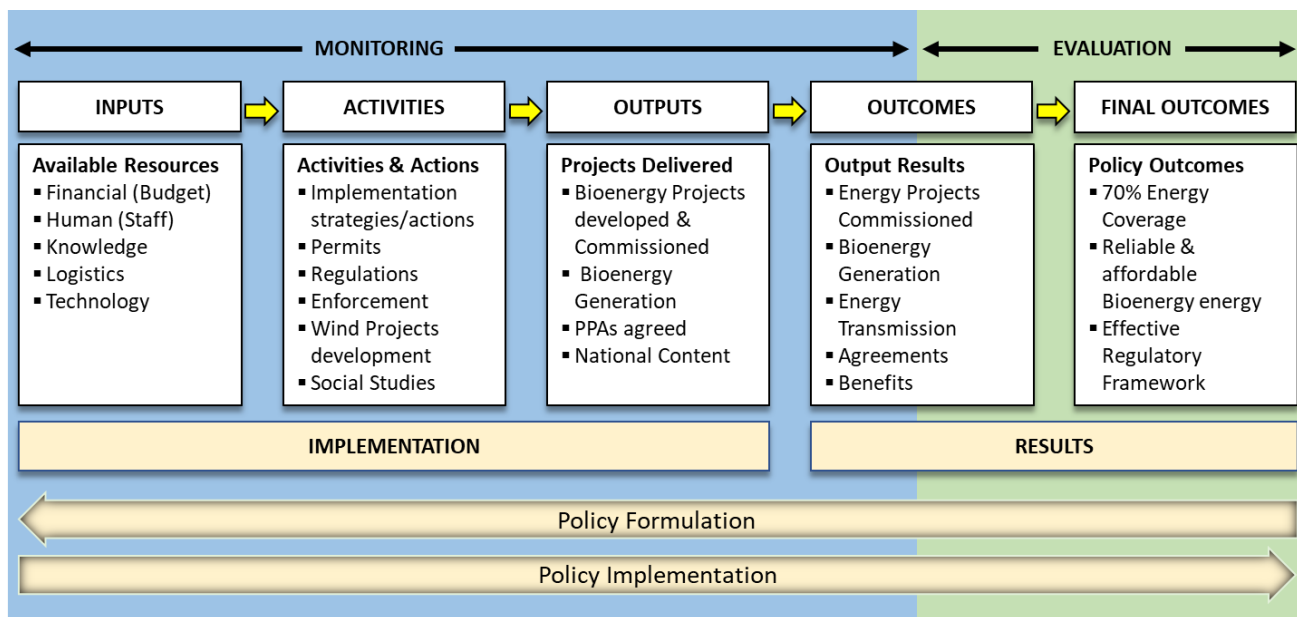 MONITORING
EVALUATION
INPUTS
ACTIVITIES
OUTPUTS
OUTCOMES
FINAL OUTCOMES
Available Resources
▪ Financial (Budget)
▪ Human (Staff)
▪ Knowledge
▪ Logistics
▪ Technology
Activities & Actions
▪ Implementation
strategies/actions
▪ Permits
▪ Regulations
▪ Enforcement
▪ Wind Projects
development
▪ Social Studies
Projects Delivered
▪ Bioenergy Projects
developed &
Commissioned
▪ Bioenergy
Generation
▪ PPAs agreed
▪ National Content
Output Results
▪ Energy Projects
Commissioned
▪ Bioenergy
Generation
▪ Energy
Transmission
▪ Agreements
▪ Benefits
Policy Outcomes
▪ 70% Energy
Coverage
▪ Reliable &
affordable
Bioenergy energy
▪ Effective
Regulatory
Framework
IMPLEMENTATION
RESULTS
Policy Formulation
Policy Implementation